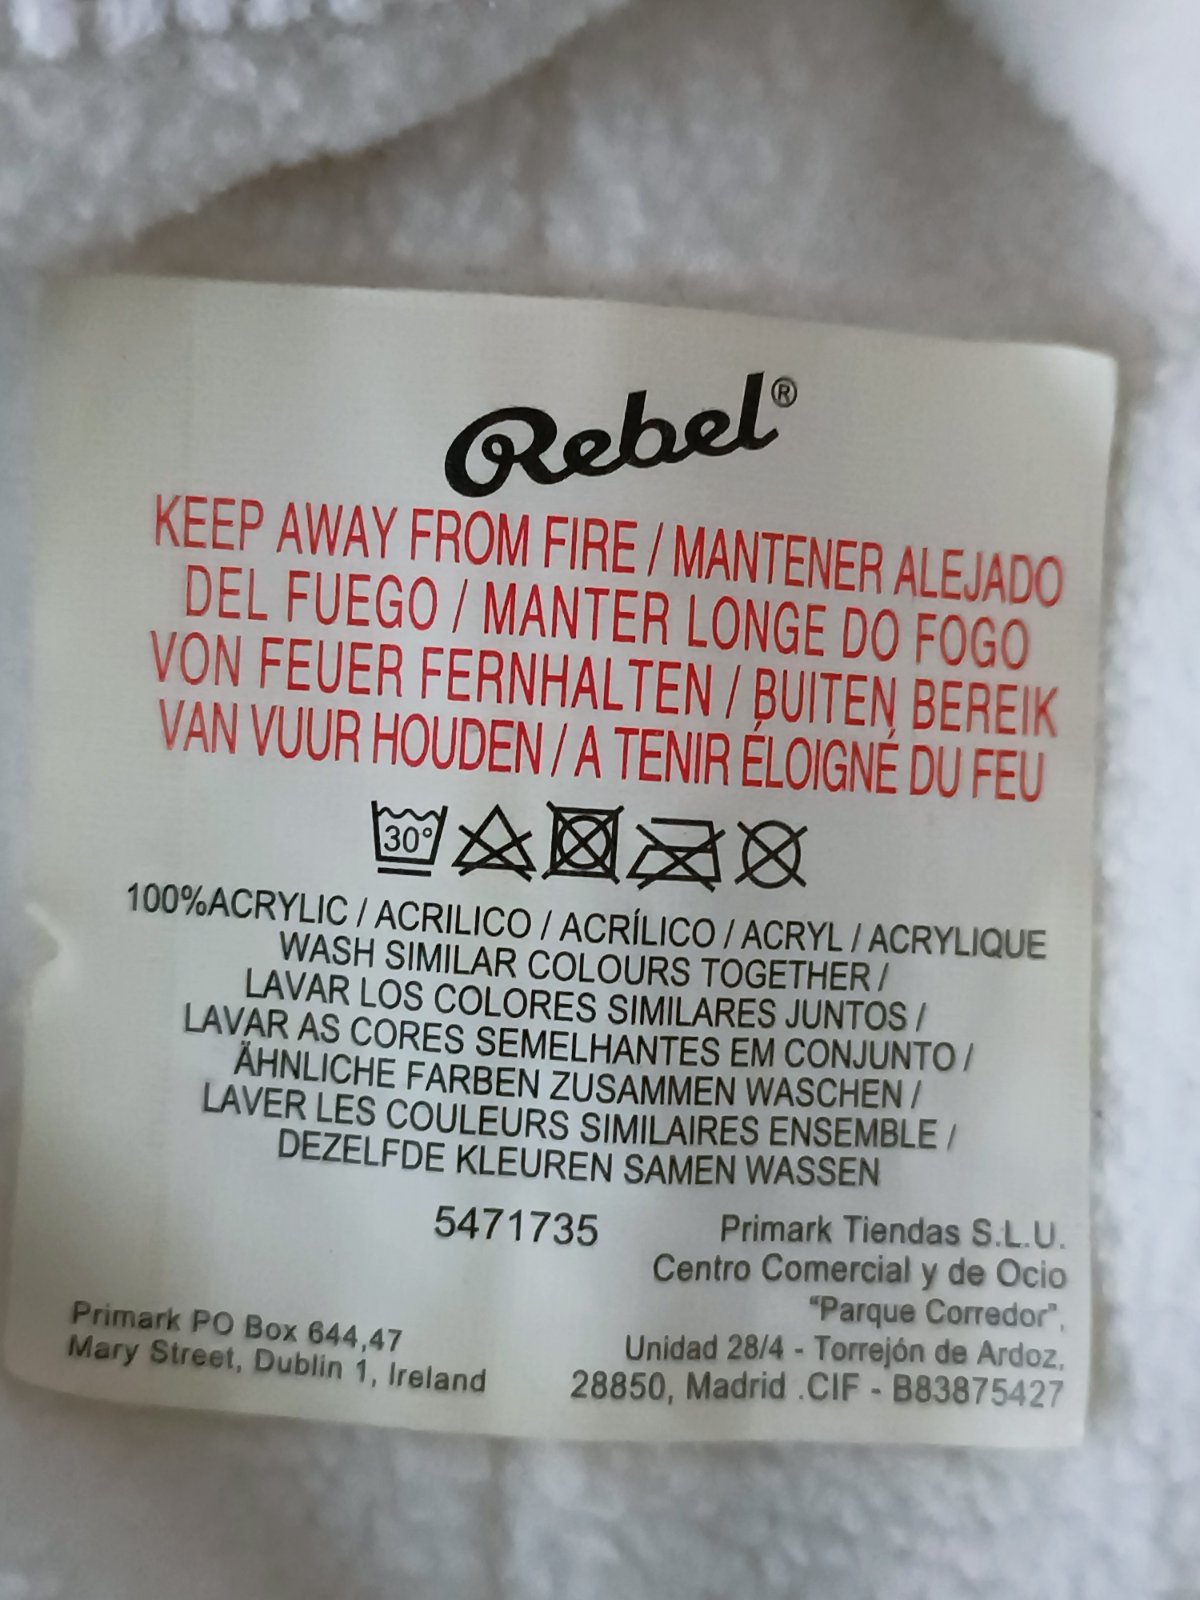 Rebel®
KEEP AWAY FROM FIRE / MANTENER ALEJADO
DEL FUEGO / MANTER LONGE DO FOGO
VON FEUER FERNHALTEN / BUITEN BEREIK
VAN VUUR HOUDEN / A TENIR ÉLOIGNÉ DU FEU
30°
100%ACRYLIC / ACRILICO / ACRÍLICO / ACRYL / ACRYLIQUE
WASH SIMILAR COLOURS TOGETHER /
LAVAR LOS COLORES SIMILARES JUNTOS /
LAVAR AS CORES SEMELHANTES EM CONJUNTO /
ÄHNLICHE FARBEN ZUSAMMEN WASCHEN /
LAVER LES COULEURS SIMILAIRES ENSEMBLE /
DEZELFDE KLEUREN SAMEN WASSEN
5471735
Primark PO Box 644,47
Mary Street, Dublin 1, Ireland
Primark Tiendas S.L.U.
Centro Comercial y de Ocio
"Parque Corredor",
Unidad 28/4 - Torrejón de Ardoz,
28850, Madrid .CIF - B83875427